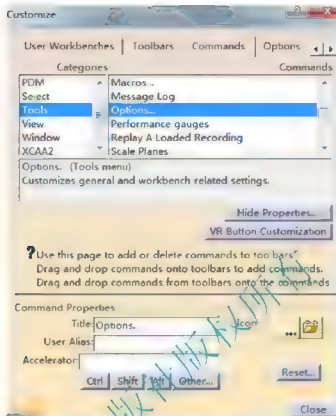 Customize
User Workbenches Toolbars Commands Options
Categories Commands
PDM Macros...
Select Message Log
Tools Options...
View Performance gauges
Window Replay A Loaded Recording
XCAA2 Scale Planes
Options. (Tools menu)
Customizes general and workbench-related settings.
Hide Properties...
VR Button Customization
?Use this page to add or delete commands to toolbars"
Drag and drop commands onto toolbars to add commands.
Drag and drop commands from toolbars onto the commands
Command Properties
Title: Options. Icon
... 
User Alias:
Accelerator:
Ctrl Shift Alt Other... Reset...
Close